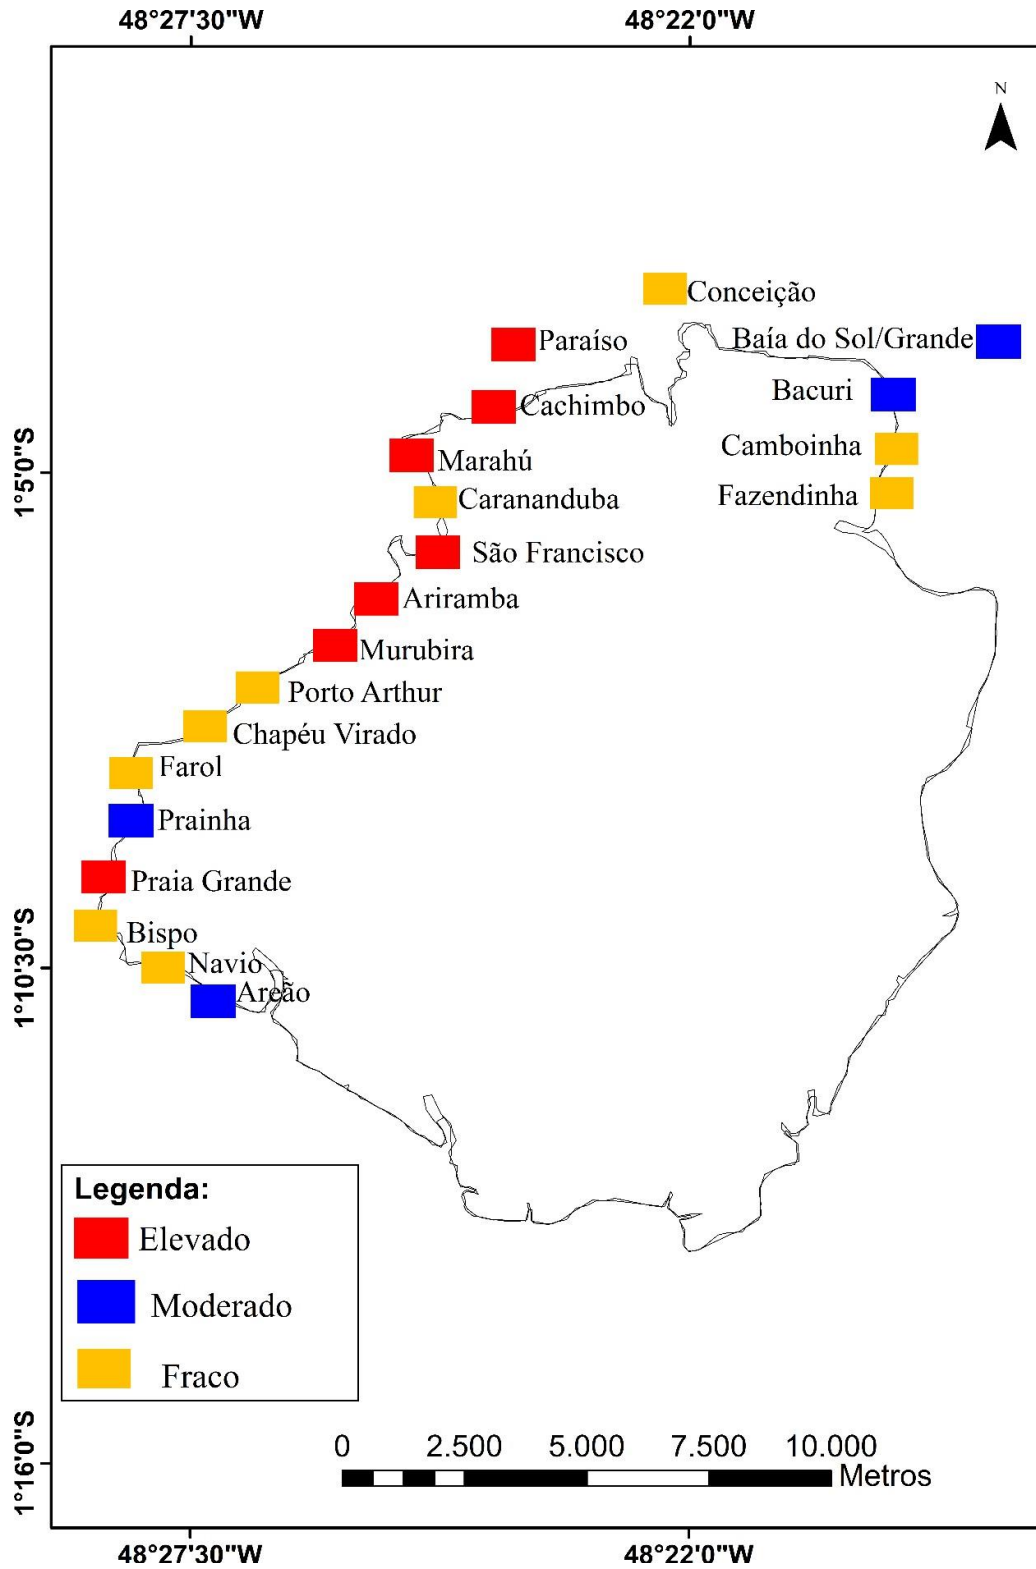 48°27'30"W 48°22'0"W
N
Conceição
Paraíso
Baía do Sol/Grande
Bacuri
Cachimbo
Camboinha
Marahú
1°5'0"S
Carananduba
Fazendinha
São Francisco
Ariramba
Murubira
Porto Arthur
Chapéu Virado
Farol
Prainha
Praia Grande
Bispo
Navio
1°10'30"S
Areão
Legenda:
Elevado
Moderado
Fraco
0 2.500 5.000 7.500 10.000
Metros
1°16'0"S
48°27'30"W 48°22'0"W